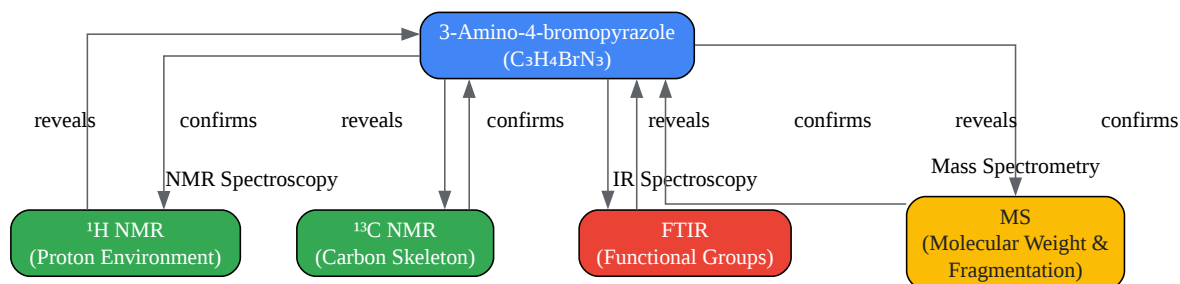 3-Amino-4-bromopyrazole
(C₃H₄BrN₃)
reveals
confirms
reveals
confirms
reveals
confirms
reveals
confirms
NMR Spectroscopy
IR Spectroscopy
Mass Spectrometry
¹H NMR
(Proton Environment)
¹³C NMR
(Carbon Skeleton)
FTIR
(Functional Groups)
MS
(Molecular Weight &
Fragmentation)